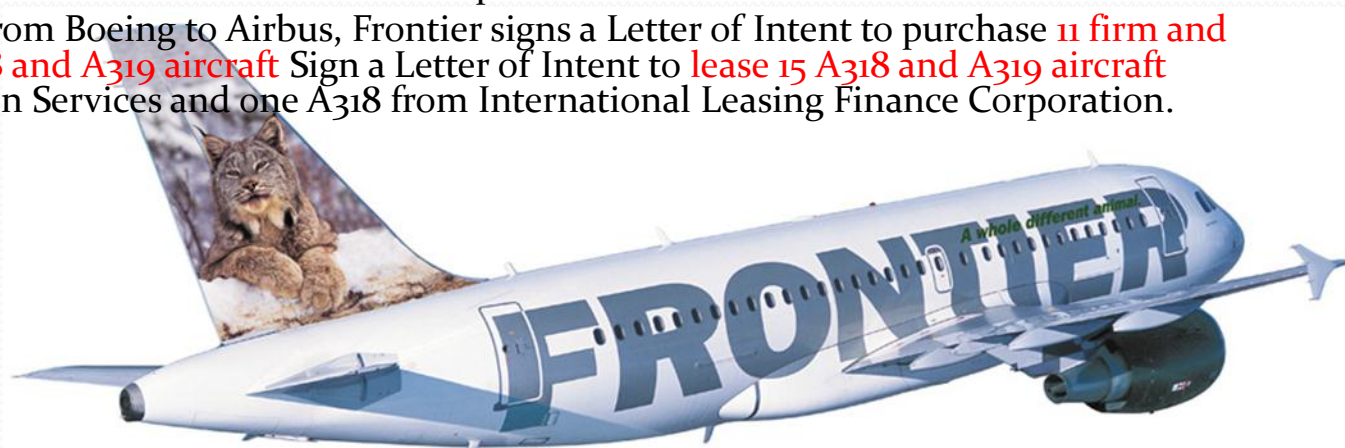 rom Boeing to Airbus, Frontier signs a Letter of Intent to purchase 11 firm and
and A319 aircraft Sign a Letter of Intent to lease 15 A318 and A319 aircraft
n Services and one A318 from International Leasing Finance Corporation.
A whole different animal.
FRONTIER